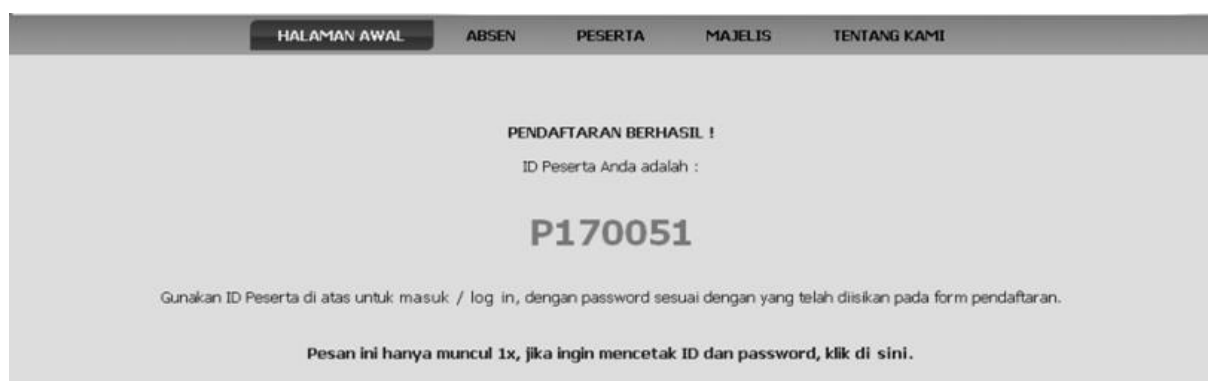 HALAMAN AWAL ABSEN PESERTA MAJELIS TENTANG KAMI
PENDAFTARAN BERHASIL !
ID Peserta Anda adalah :
P170051
Gunakan ID Peserta di atas untuk masuk / log in, dengan password sesuai dengan yang telah diisikan pada form pendaftaran.
Pesan ini hanya muncul 1x, jika ingin mencetak ID dan password, klik di sini.